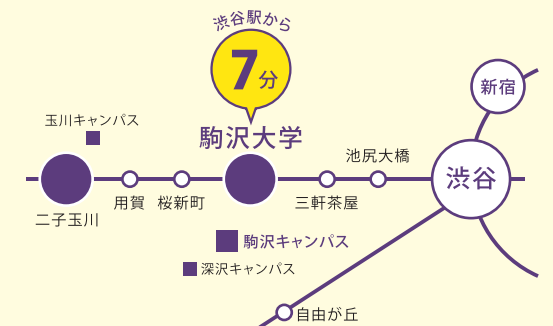 渋谷駅から
7分
新宿
玉川キャンパス
駒沢大学
池尻大橋
渋谷
二子玉川
用賀
桜新町
三軒茶屋
駒沢キャンパス
深沢キャンパス
自由が丘